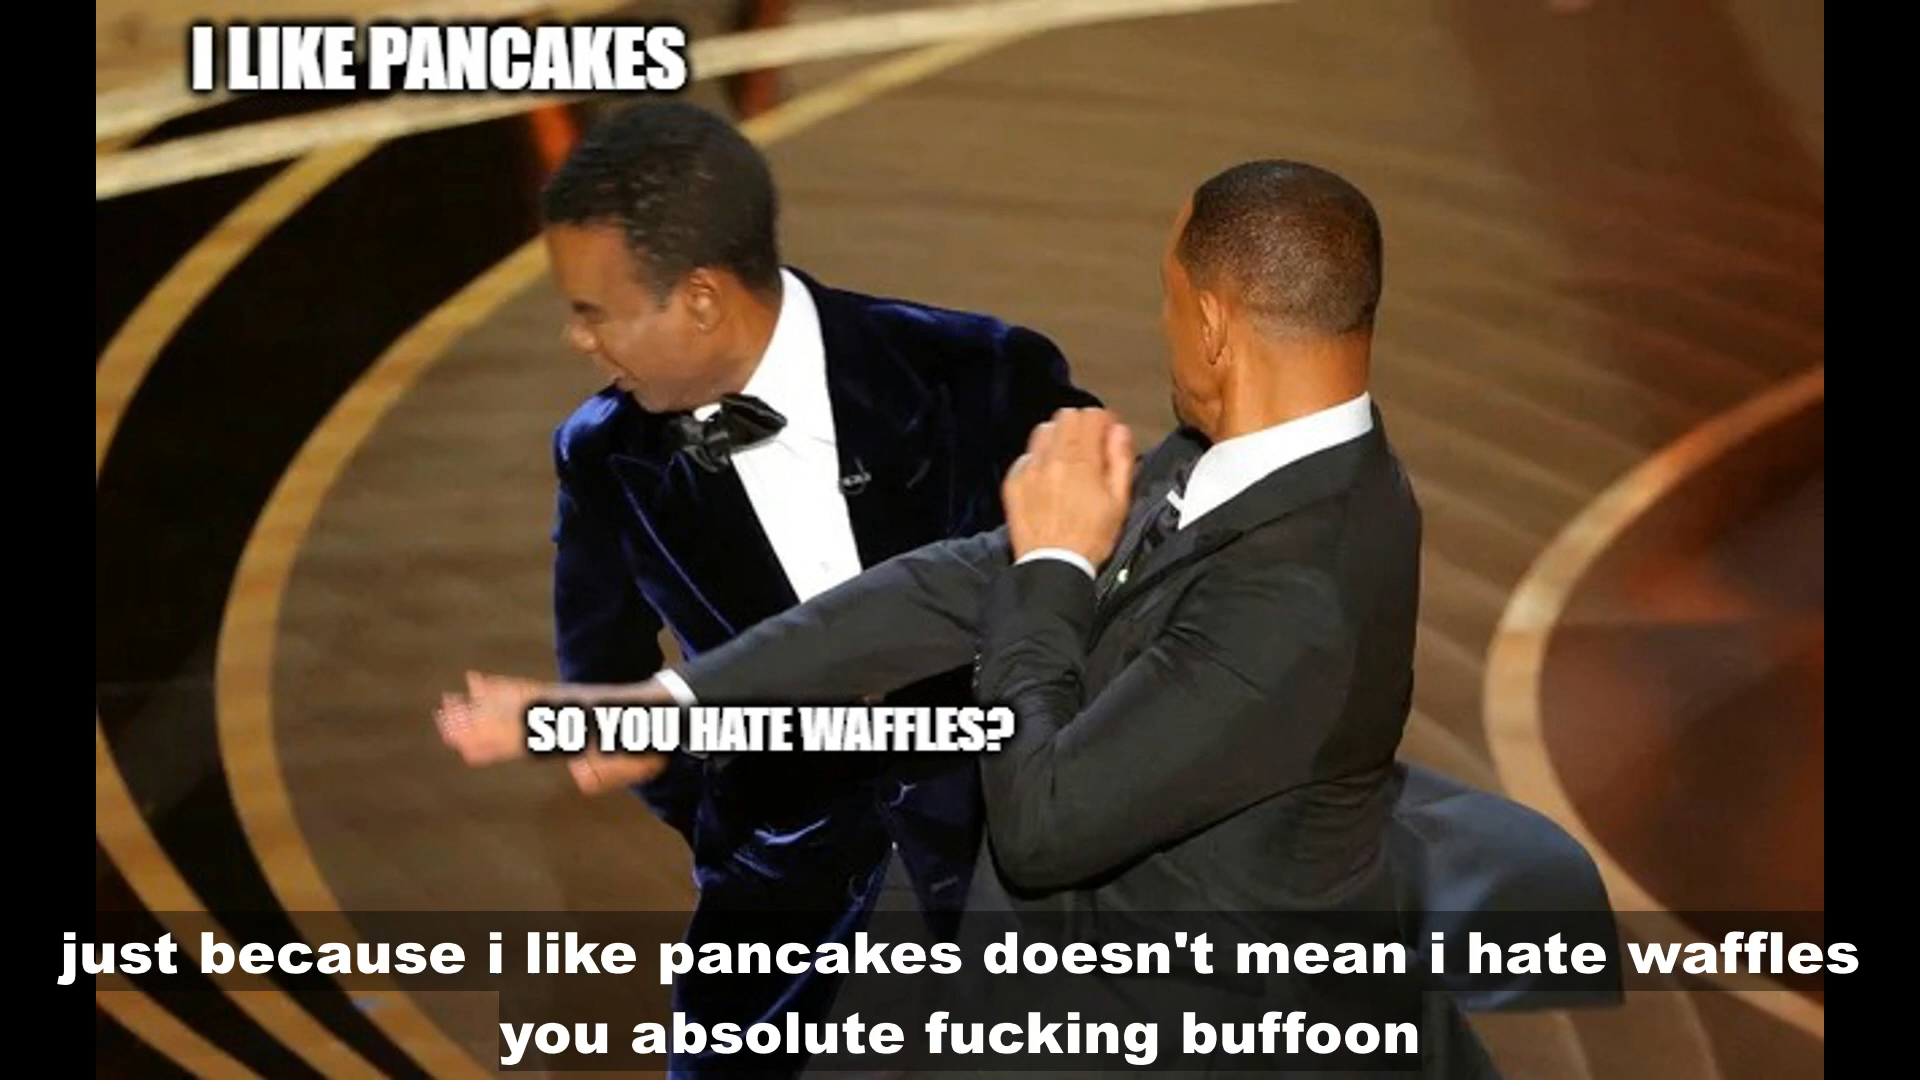 I LIKE PANCAKES
SO YOU HATE WAFFLES?
just because i like pancakes doesn't mean i hate waffles
you absolute fucking buffoon